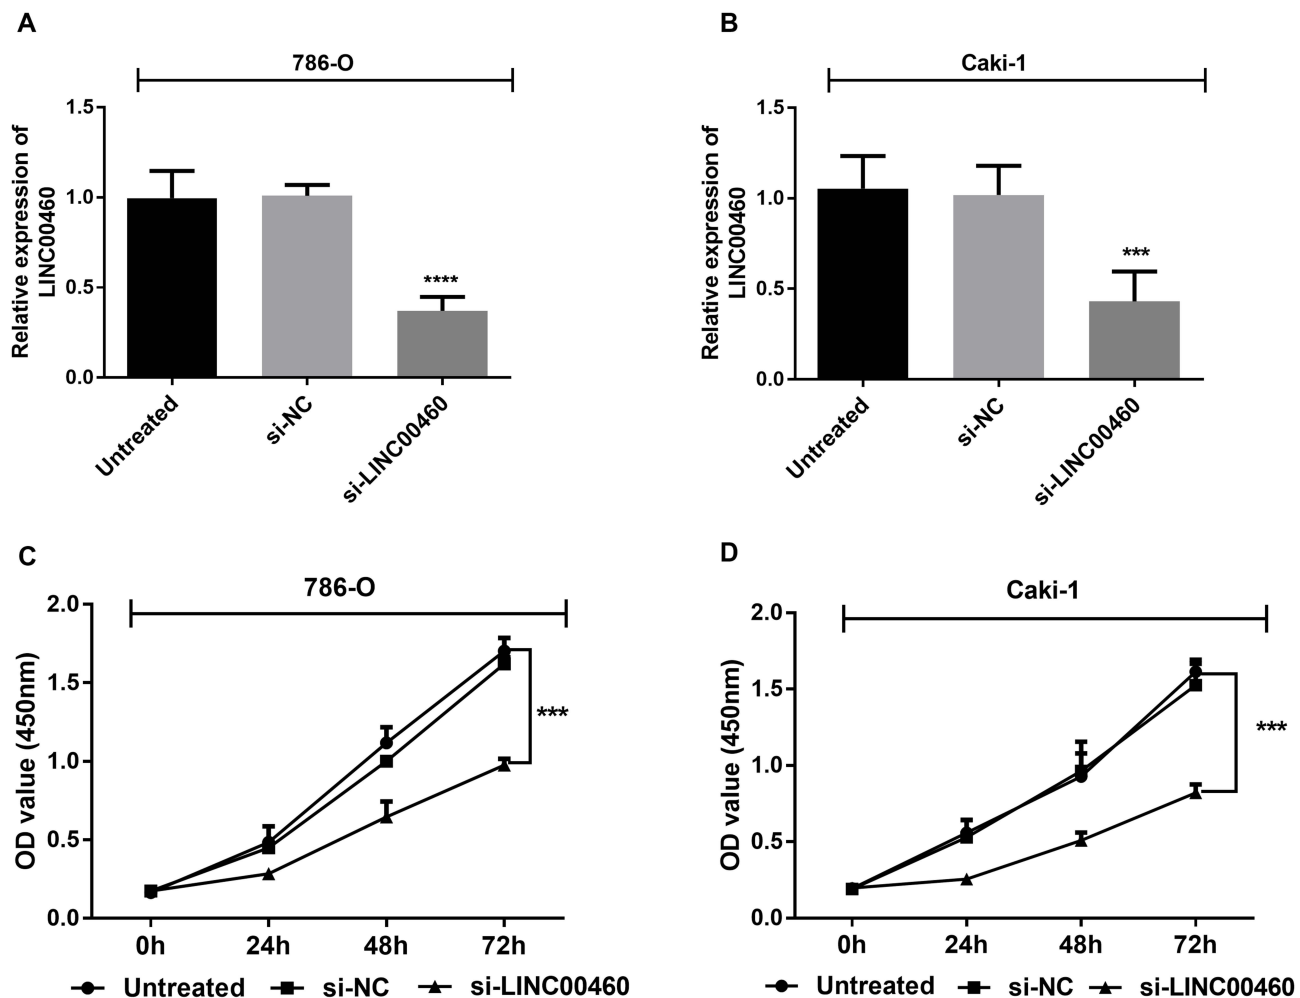 A
786-O
Relative expression of
LINC00460
1.5
1.0
0.5
0.0
****
Untreated
si-NC
si-LINC00460
B
Caki-1
Relative expression of
LINC00460
1.5
1.0
0.5
0.0
***
Untreated
si-NC
si-LINC00460
C
786-O
OD value (450nm)
2.0
1.5
1.0
0.5
0.0
***
0h 24h 48h 72h
Untreated si-NC si-LINC00460
D
Caki-1
OD value (450nm)
2.0
1.5
1.0
0.5
0.0
***
0h 24h 48h 72h
Untreated si-NC si-LINC00460